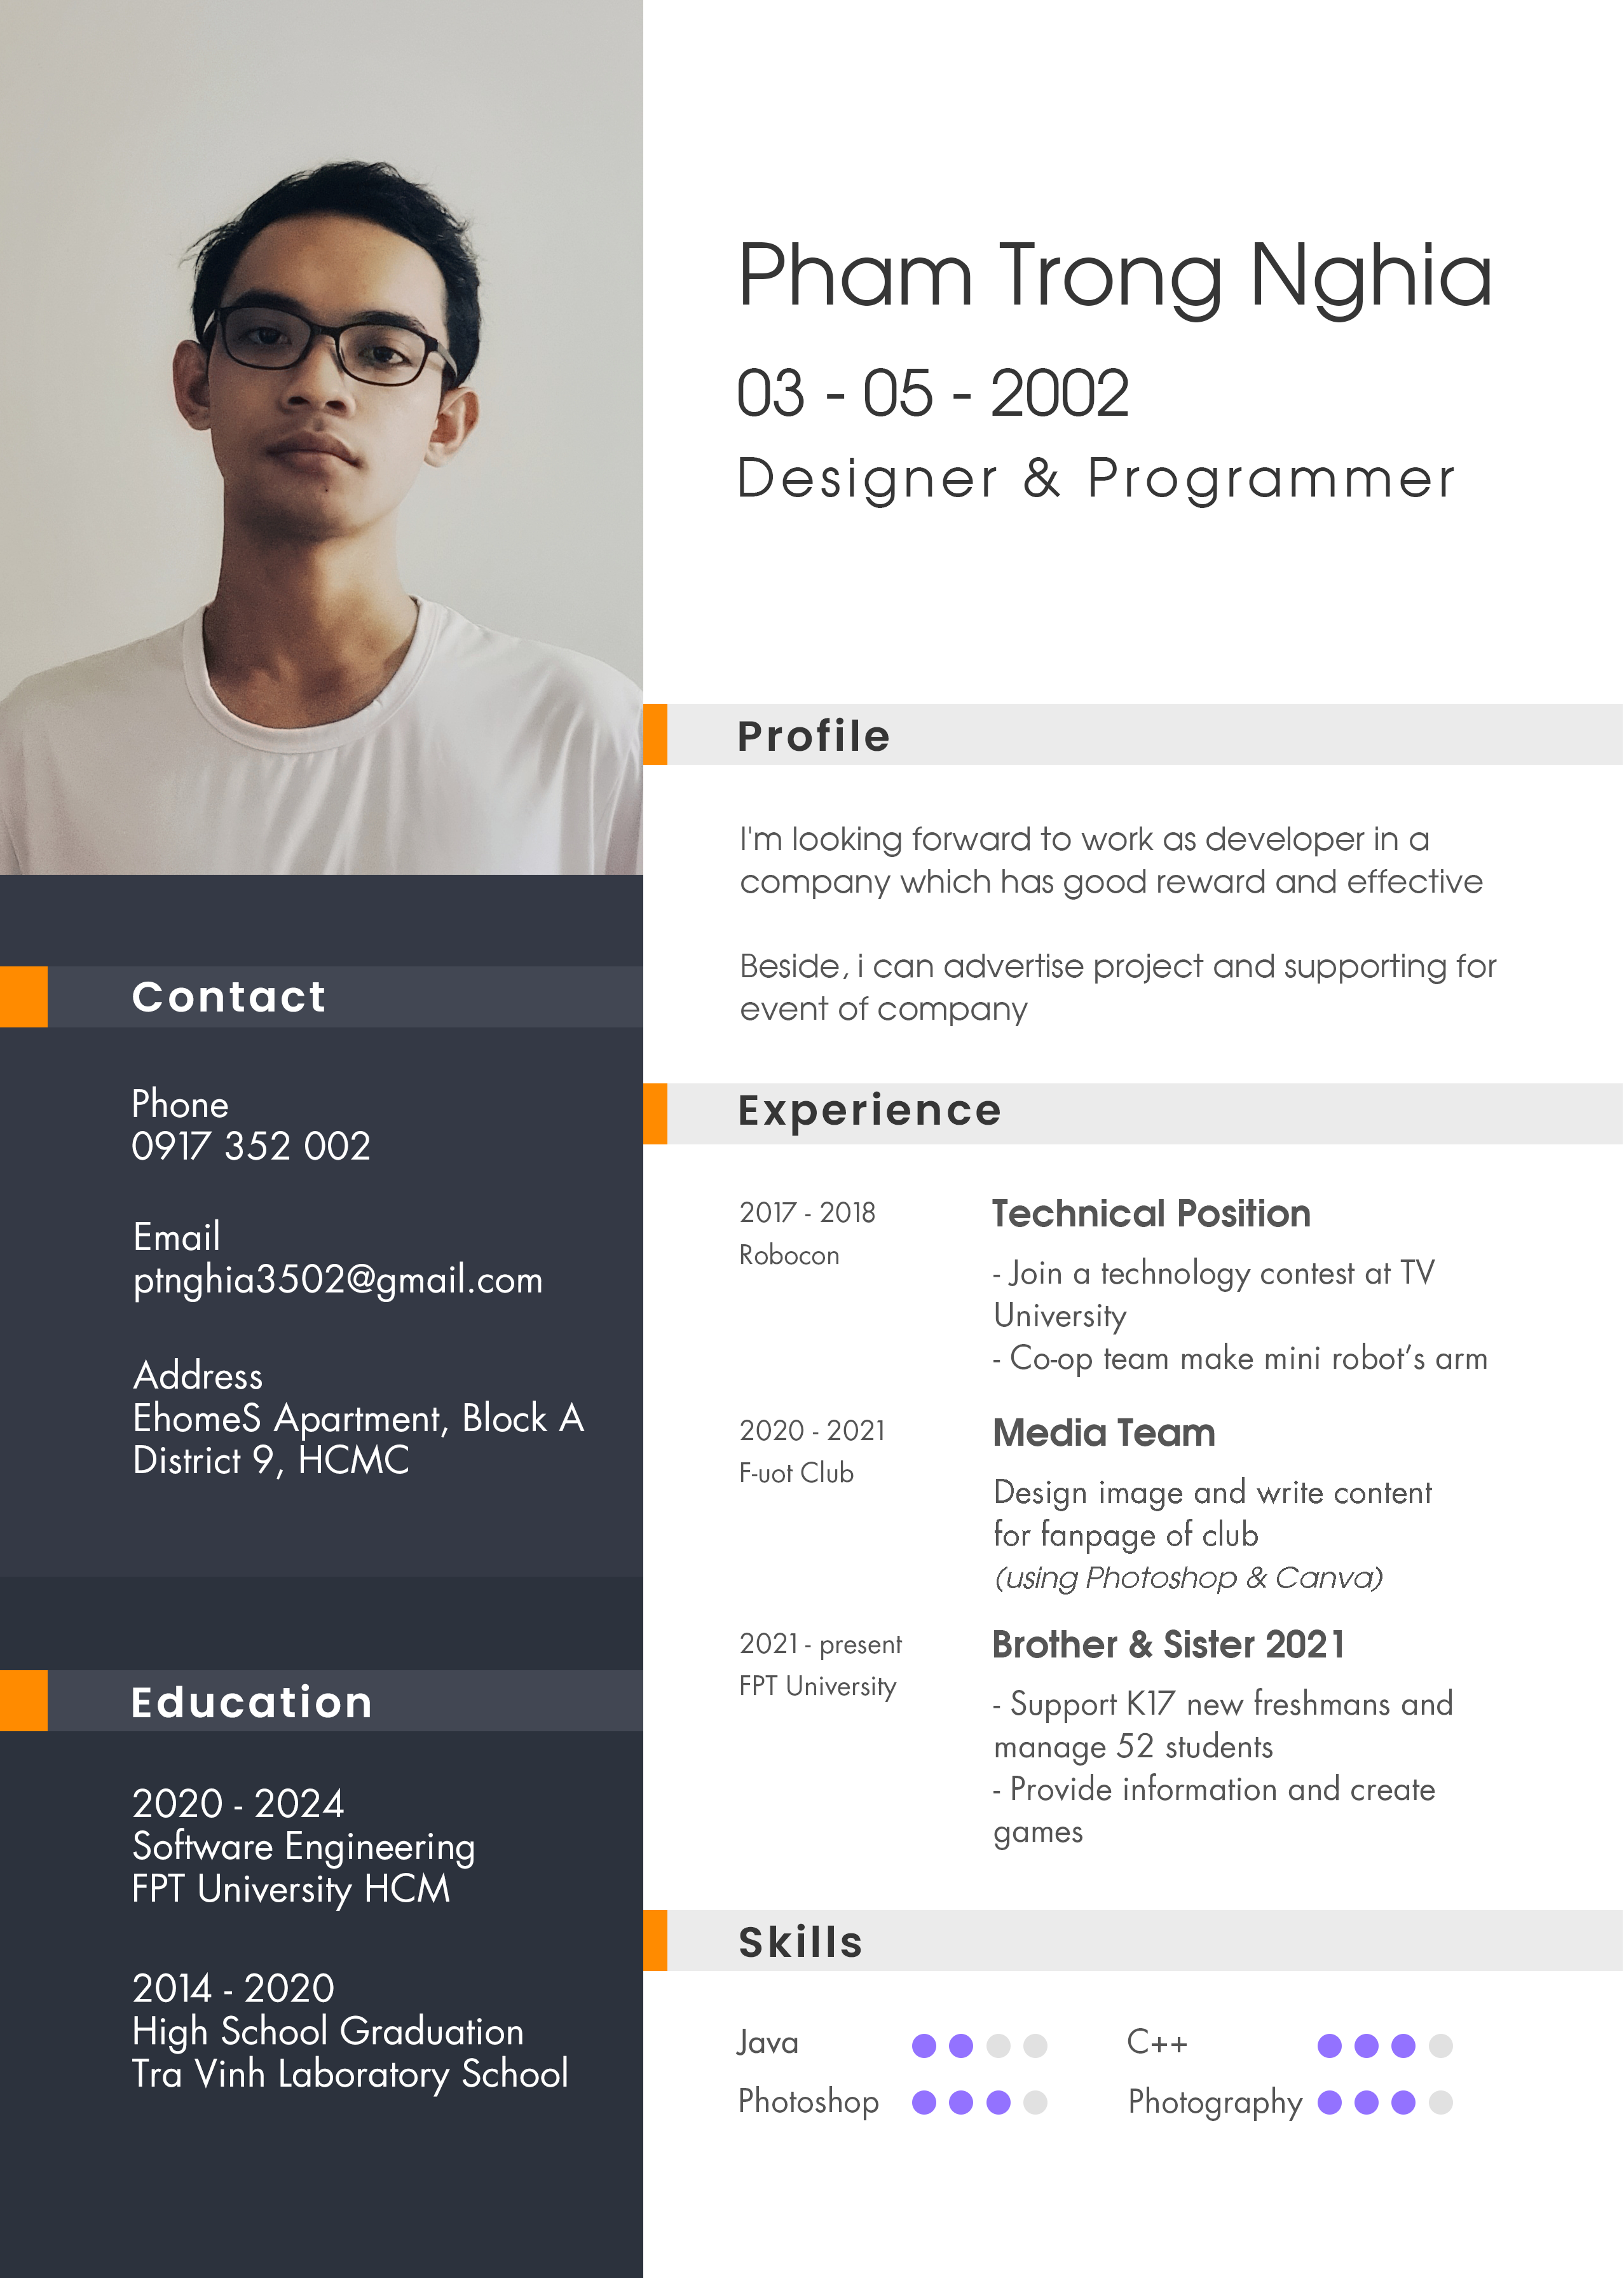 Pham Trong Nghia
03 - 05 - 2002
Designer & Programmer
Contact
Phone
0917 352 002
Email
ptnghia3502@gmail.com
Address
EhomeS Apartment, Block A
District 9, HCMC
Education
2020 - 2024
Software Engineering
FPT University HCM
2014 - 2020
High School Graduation
Tra Vinh Laboratory School
Profile
I'm looking forward to work as developer in a
company which has good reward and effective
Beside, i can advertise project and supporting for
event of company
Experience
2017 - 2018
Robocon
Technical Position
- Join a technology contest at TV
University
- Co-op team make mini robot’s arm
2020 - 2021
F-uot Club
Media Team
Design image and write content
for fanpage of club
(using Photoshop & Canva)
2021 - present
FPT University
Brother & Sister 2021
- Support K17 new freshmans and
manage 52 students
- Provide information and create
games
Skills
Java
C++
Photoshop
Photography